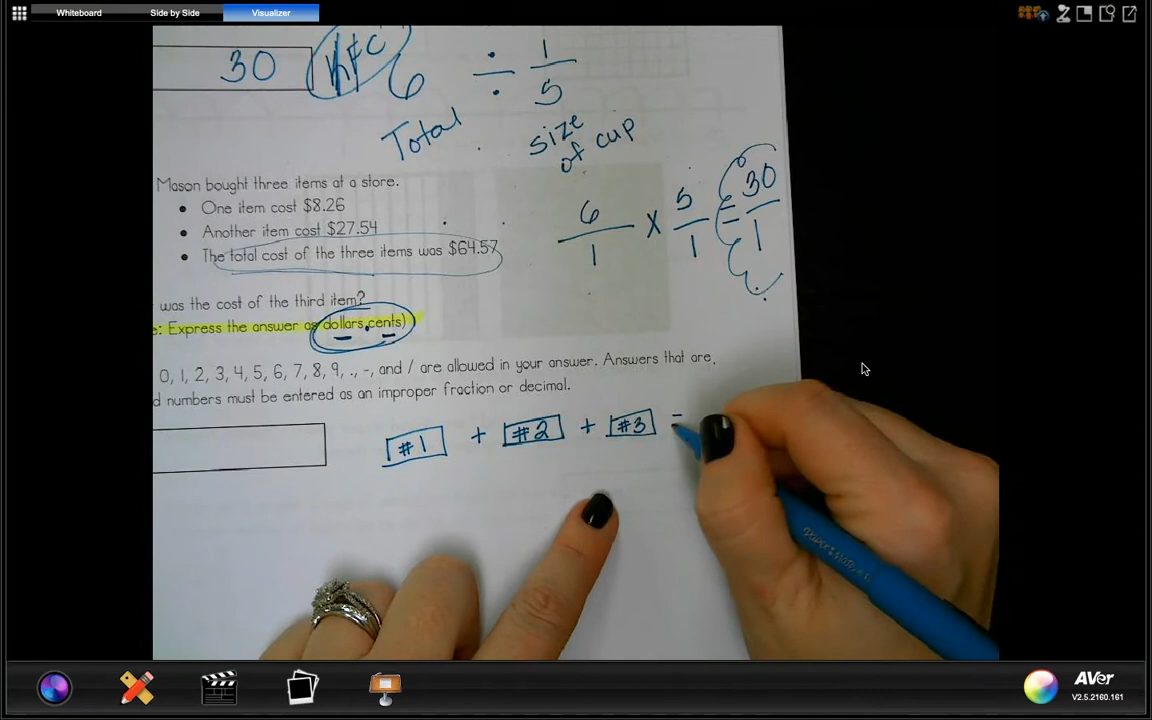 Whiteboard Side by Side Visualizer
30 KFC 6 ÷ 1/5
Total size of cup
6/1 X 5/1 = 30/1
Mason bought three items at a store.
• One item cost $8.26
• Another item cost $27.54
• The total cost of the three items was $64.57
was the cost of the third item?
e: Express the answer as dollars.cents)
0, 1, 2, 3, 4, 5, 6, 7, 8, 9, ., -, and / are allowed in your answer. Answers that are
d numbers must be entered as an improper fraction or decimal.
#1 + #2 + #3 =
AVer
V2.5.2160.161